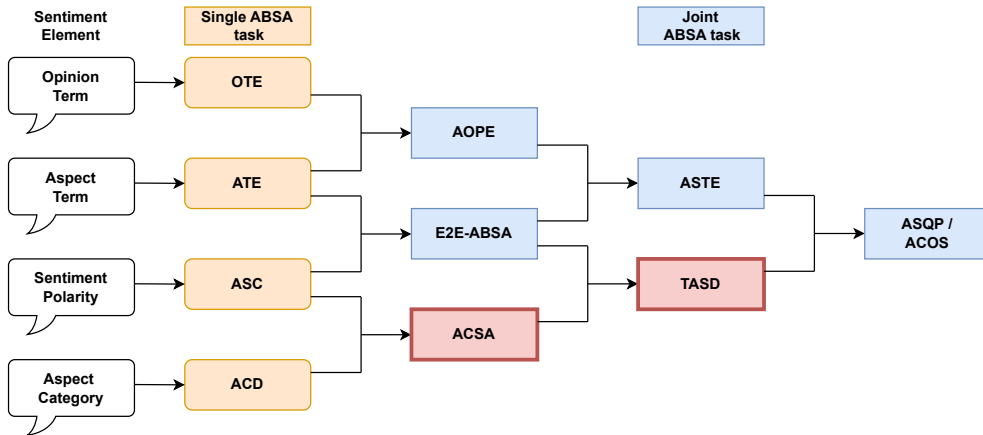 Sentiment
Element
Single ABSA
task
Joint
ABSA task
Opinion
Term
OTE
AOPE
Aspect
Term
ATE
ASTE
E2E-ABSA
ASQP /
ACOS
Sentiment
Polarity
ASC
TASD
ACSA
Aspect
Category
ACD